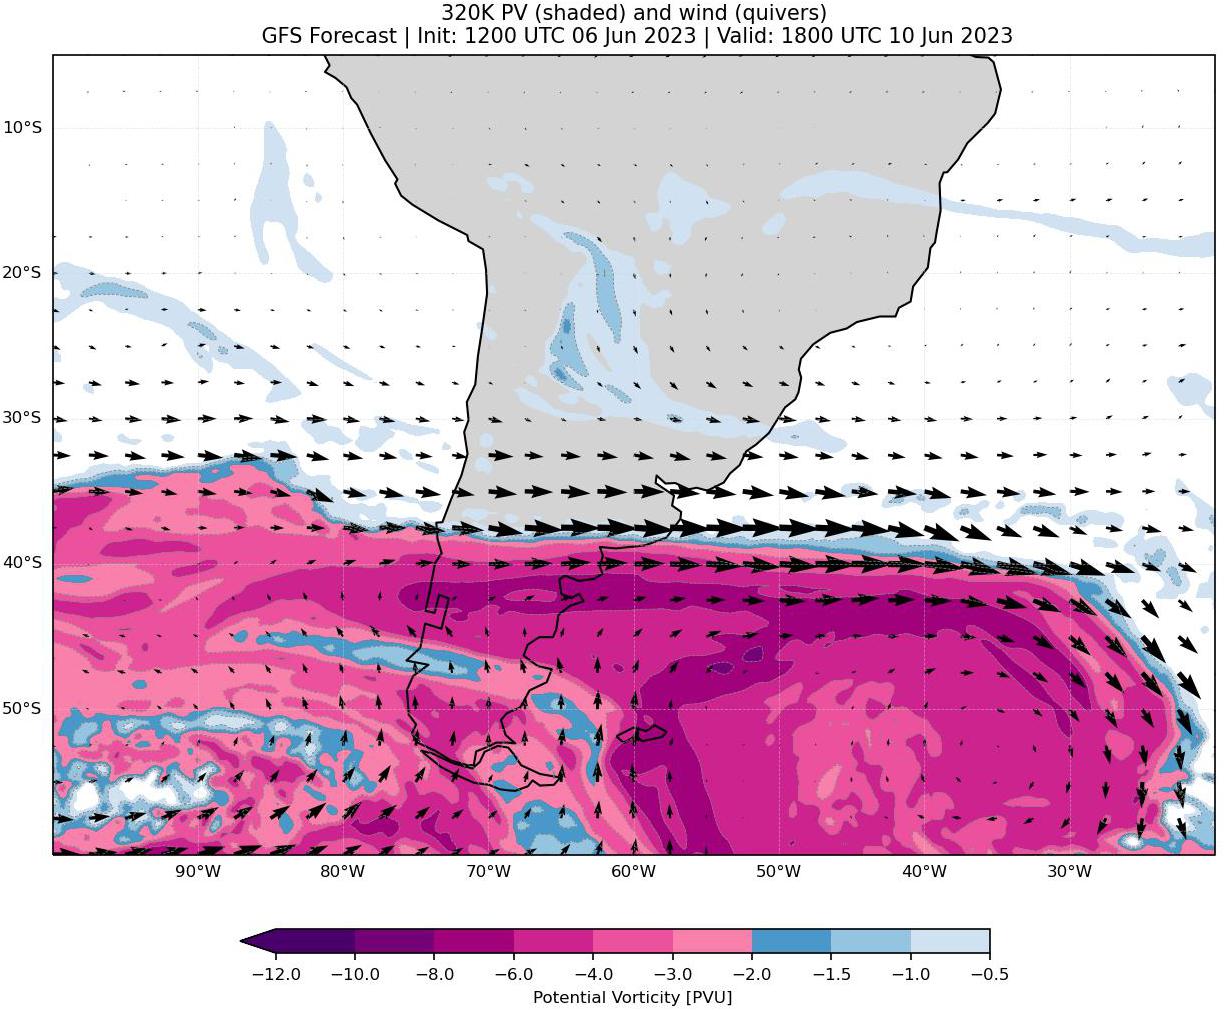 320K PV (shaded) and wind (quivers)
GFS Forecast | Init: 1200 UTC 06 Jun 2023 | Valid: 1800 UTC 10 Jun 2023
10°S
20°S
30°S
40°S
50°S
90°W 80°W 70°W 60°W 50°W 40°W 30°W
−12.0 −10.0 −8.0 −6.0 −4.0 −3.0 −2.0 −1.5 −1.0 −0.5
Potential Vorticity [PVU]